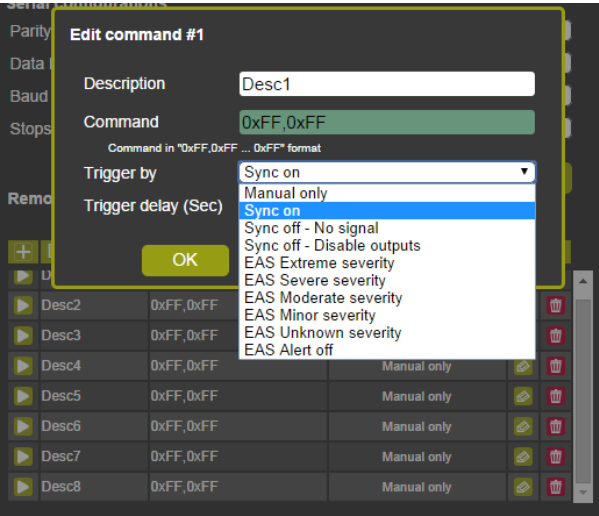 Serial configurations
Parity
Edit command #1
Data
Description
Desc1
Baud
Command
0xFF,0xFF
Stops
Command in "0xFF,0xFF ... 0xFF" format
Trigger by
Sync on
Manual only
Remo
Sync on
Trigger delay (Sec)
Sync off - No signal
Sync off - Disable outputs
OK
EAS Extreme severity
EAS Severe severity
EAS Moderate severity
EAS Minor severity
EAS Unknown severity
EAS Alert off
Desc2 0xFF,0xFF
Desc3 0xFF,0xFF
Desc4 0xFF,0xFF Manual only
Desc5 0xFF,0xFF Manual only
Desc6 0xFF,0xFF Manual only
Desc7 0xFF,0xFF Manual only
Desc8 0xFF,0xFF Manual only